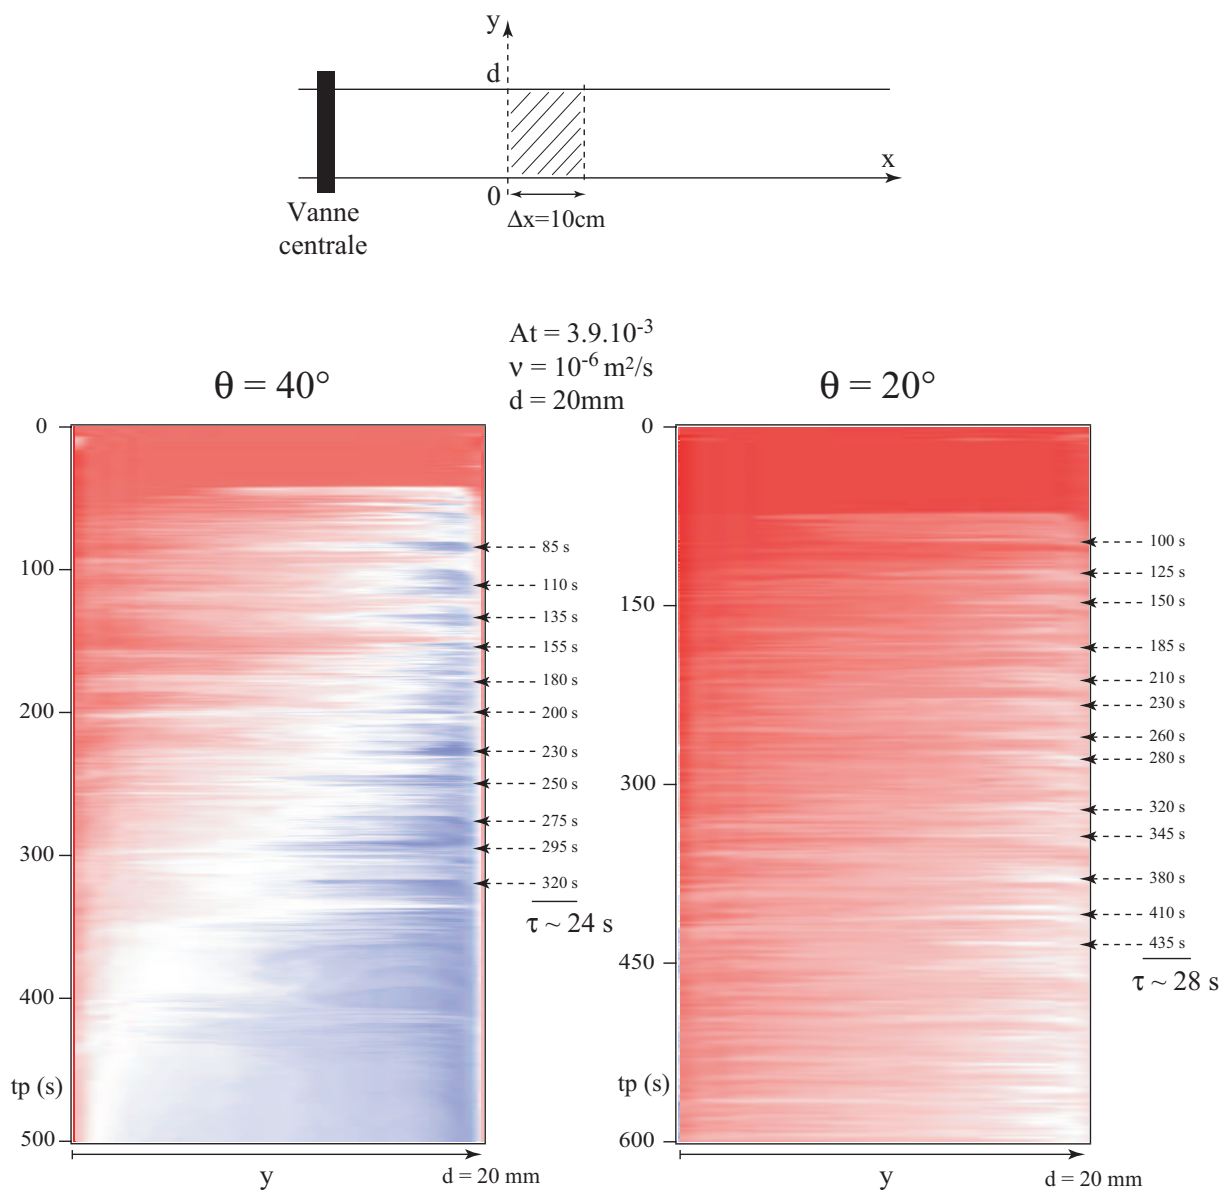 y
d
x
0
Δx=10cm
Vanne
centrale
At = 3.9.10⁻³
ν = 10⁻⁶ m²/s
d = 20mm
θ = 40°
0
100
200
300
400
tp (s)
500
85 s
110 s
135 s
155 s
180 s
200 s
230 s
250 s
275 s
295 s
320 s
τ ~ 24 s
y
d = 20 mm
θ = 20°
0
150
300
450
tp (s)
600
100 s
125 s
150 s
185 s
210 s
230 s
260 s
280 s
320 s
345 s
380 s
410 s
435 s
τ ~ 28 s
y
d = 20 mm